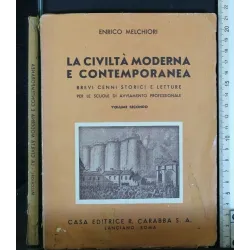 ENRICO MELCHIORI
LA CIVILTÀ MODERNA
E CONTEMPORANEA
BREVI CENNI STORICI E LETTURE
PER LE SCUOLE DI AVVIAMENTO PROFESSIONALE
VOLUME SECONDO
CASA EDITRICE R. CARABBA S. A.
LANCIANO - ROMA